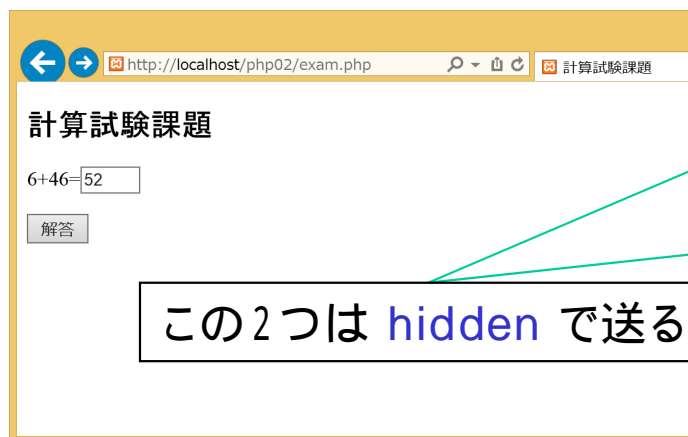 http://localhost/php02/exam.php
計算試験課題
計算試験課題
6+46=52
解答
この2つは hidden で送る